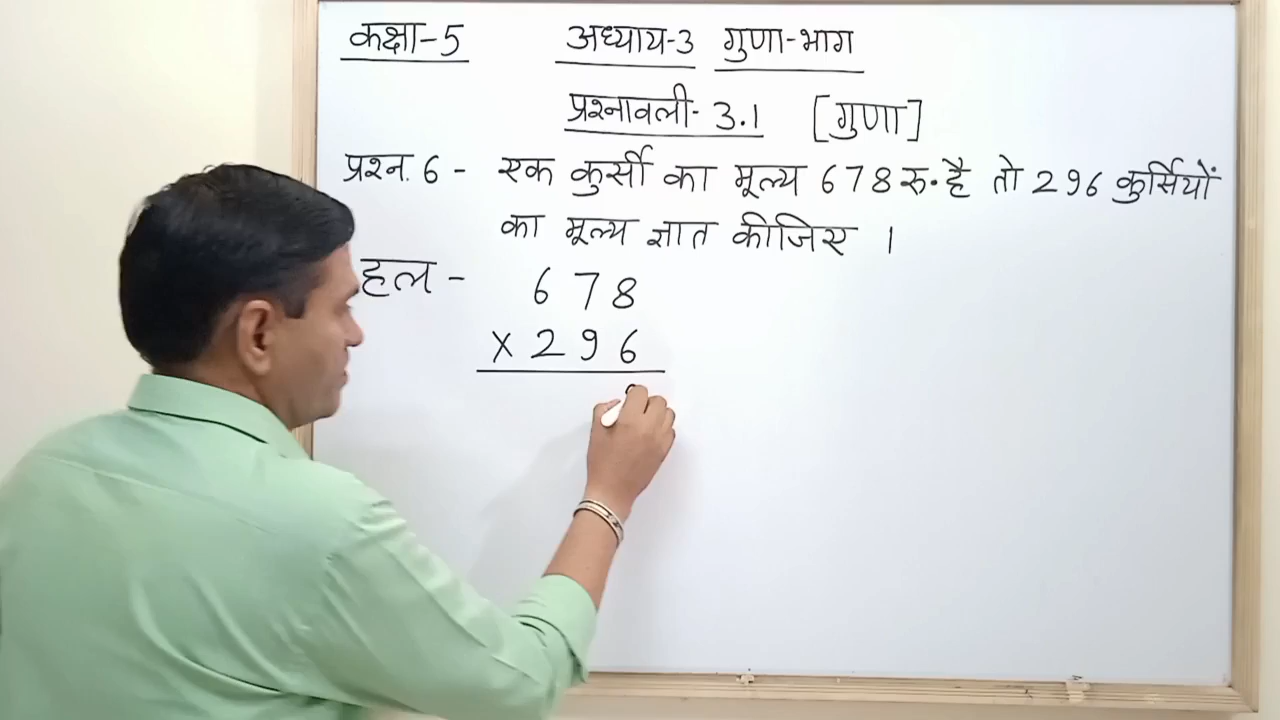 कक्षा-5 अध्याय-3 गुणा-भाग
प्रश्नावली- 3.1 [गुणा]
प्रश्न. 6 - एक कुर्सी का मूल्य 678 रु. है तो 296 कुर्सियों
का मूल्य ज्ञात कीजिए ।
हल - 678
x 296